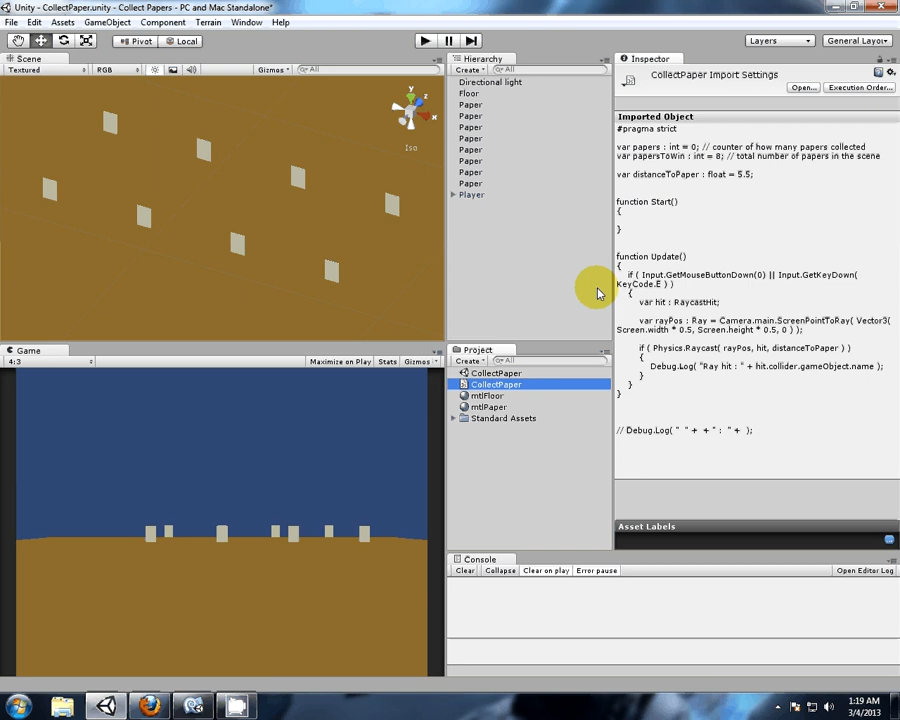 Unity - CollectPaper.unity - Collect Papers - PC and Mac Standalone*
File Edit Assets GameObject Component Terrain Window Help
Pivot Local Layers General Layou
Scene
Textured RGB Gizmos All
y
z
x
Iso
Hierarchy
Create All
Directional light
Floor
Paper
Paper
Paper
Paper
Paper
Paper
Paper
Paper
Player
Game
4:3 Maximize on Play Stats Gizmos
Project
Create All
CollectPaper
CollectPaper
mtlFloor
mtlPaper
Standard Assets
Console
Clear Collapse Clear on play Error pause Open Editor Log
Inspector
CollectPaper Import Settings
Open... Execution Order...
Imported Object
#pragma strict
var papers : int = 0; // counter of how many papers collected
var papersToWin : int = 8; // total number of papers in the scene
var distanceToPaper : float = 5.5;
function Start()
{
}
function Update()
{
if ( Input.GetMouseButtonDown(0) || Input.GetKeyDown(
KeyCode.E ) )
{
var hit : RaycastHit;
var rayPos : Ray = Camera.main.ScreenPointToRay( Vector3(
Screen.width * 0.5, Screen.height * 0.5, 0 ) );
if ( Physics.Raycast( rayPos, hit, distanceToPaper ) )
{
Debug.Log( "Ray hit : " + hit.collider.gameObject.name );
}
}
}
// Debug.Log( " " + + " : " + );
Asset Labels
1:19 AM
3/4/2013